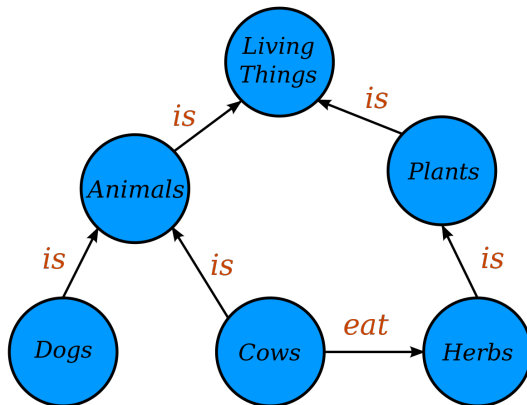 Living
Things
is
is
Animals
Plants
is
is
is
Dogs
Cows
eat
Herbs